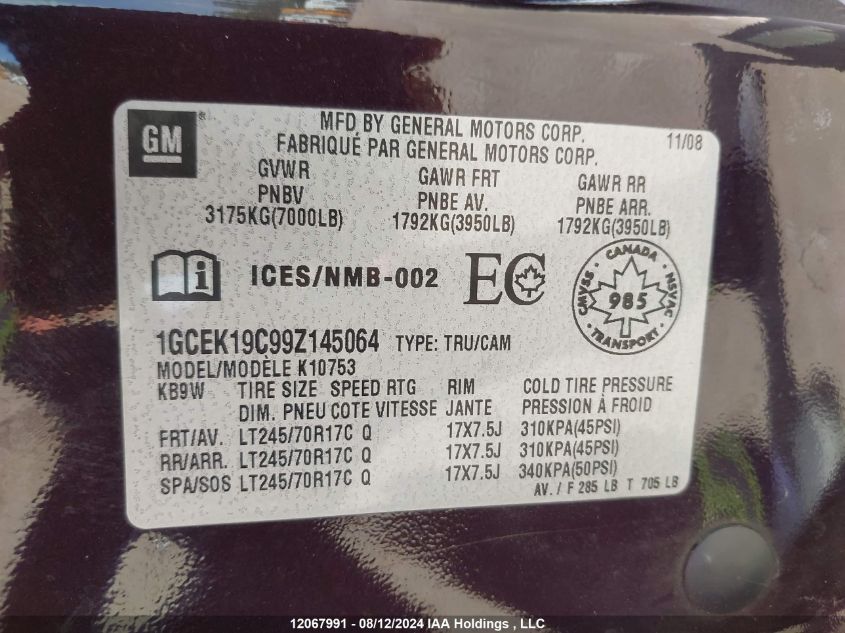 GM
MFD BY GENERAL MOTORS CORP.
FABRIQUÉ PAR GENERAL MOTORS CORP.
11/08
GVWR GAWR FRT GAWR RR
PNBV PNBE AV. PNBE ARR.
3175KG(7000LB) 1792KG(3950LB) 1792KG(3950LB)
i ICES/NMB-002 EC
CANADA
CMVSS 985 NSVAC
TRANSPORT
1GCEK19C99Z145064 TYPE: TRU/CAM
MODEL/MODÈLE K10753
KB9W TIRE SIZE SPEED RTG RIM COLD TIRE PRESSURE
DIM. PNEU COTE VITESSE JANTE PRESSION À FROID
FRT/AV. LT245/70R17C Q 17X7.5J 310KPA(45PSI)
RR/ARR. LT245/70R17C Q 17X7.5J 310KPA(45PSI)
SPA/SOS LT245/70R17C Q 17X7.5J 340KPA(50PSI)
AV. / F 285 LB T 705 LB
12067991 - 08/12/2024 IAA Holdings , LLC